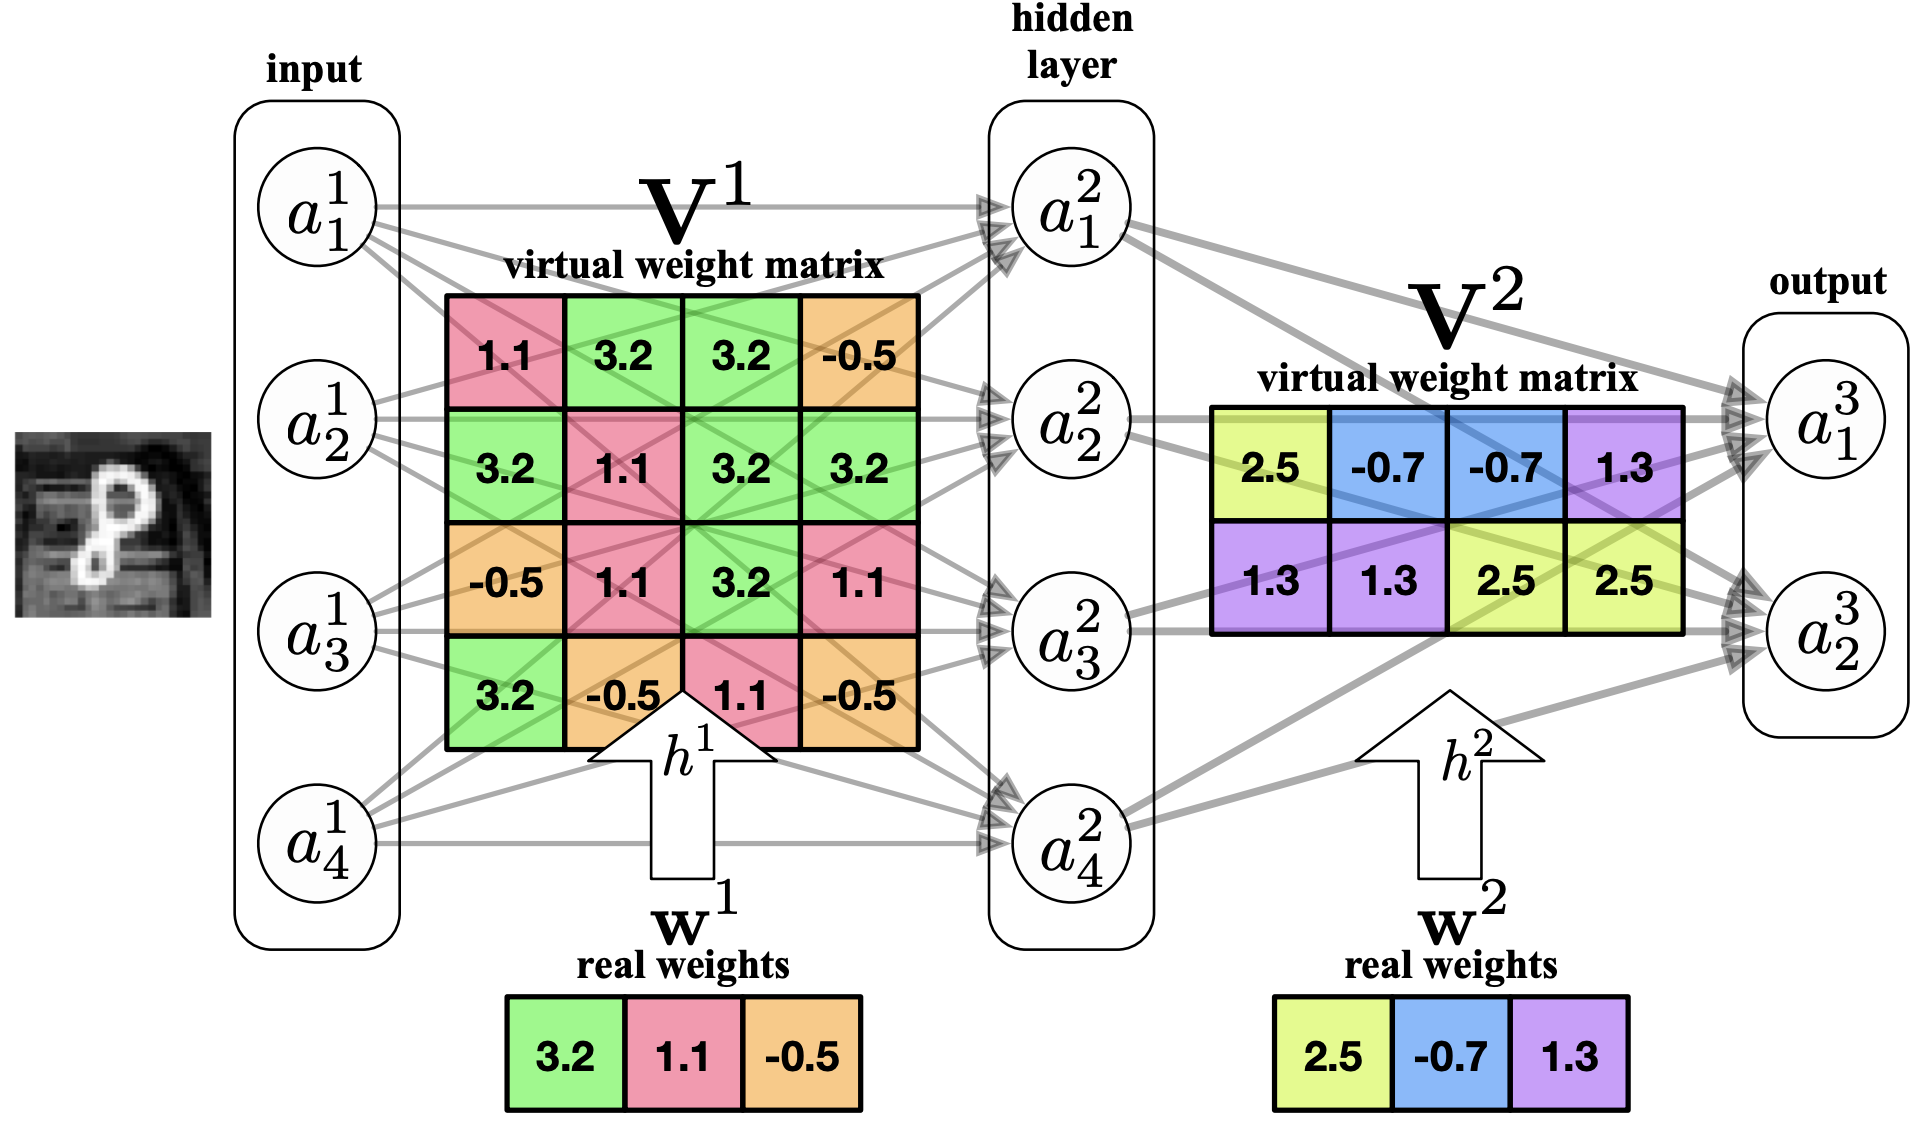 input
hidden
layer
output
a_1^1
a_2^1
a_3^1
a_4^1
V^1
virtual weight matrix
1.1 3.2 3.2 -0.5
3.2 1.1 3.2 3.2
-0.5 1.1 3.2 1.1
3.2 -0.5 1.1 -0.5
h^1
w^1
real weights
3.2 1.1 -0.5
a_1^2
a_2^2
a_3^2
a_4^2
V^2
virtual weight matrix
2.5 -0.7 -0.7 1.3
1.3 1.3 2.5 2.5
h^2
w^2
real weights
2.5 -0.7 1.3
a_1^3
a_2^3